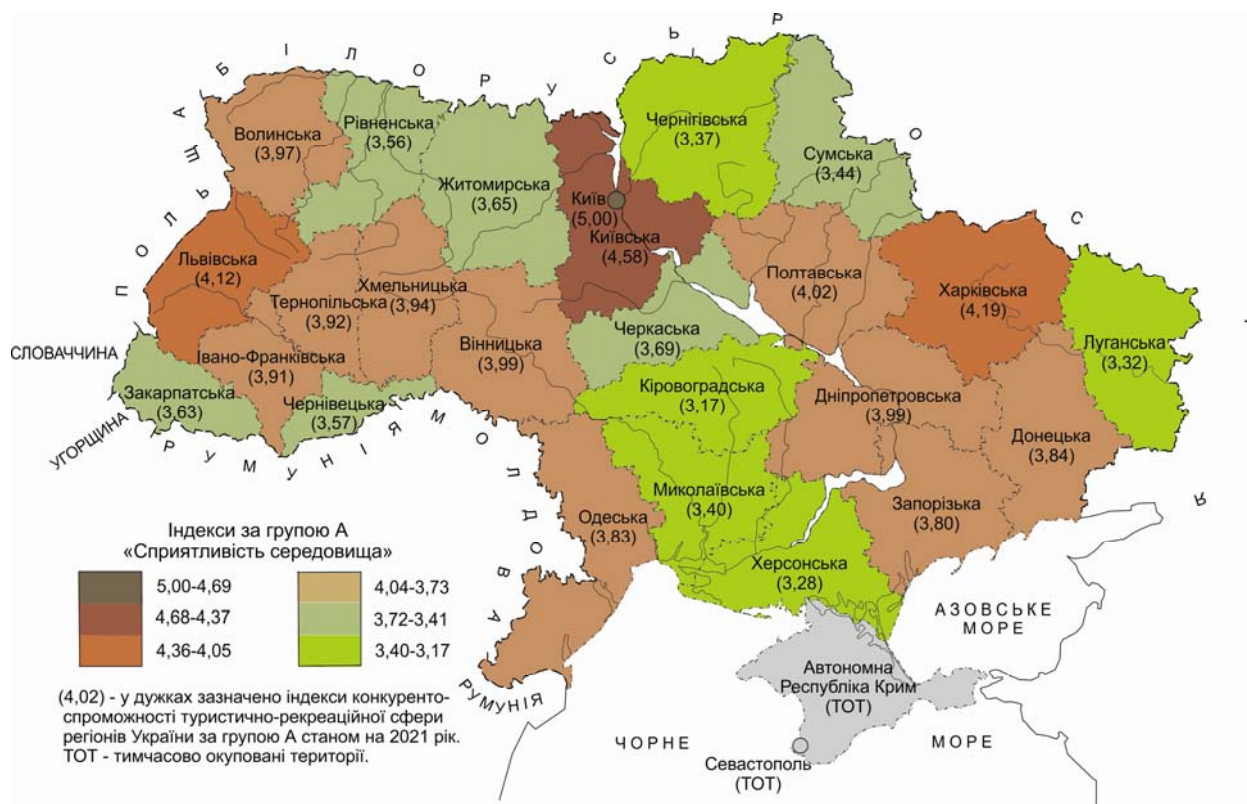 ПОЛЬЩА
БІЛОРУСЬ
РОСІЯ
СЛОВАЧЧИНА
УГОРЩИНА
РУМУНІЯ
МОЛДОВА
РУМУНІЯ
Волинська
(3,97)
Рівненська
(3,56)
Житомирська
(3,65)
Київ
(5,00)
Київська
(4,58)
Чернігівська
(3,37)
Сумська
(3,44)
Львівська
(4,12)
Тернопільська
(3,92)
Хмельницька
(3,94)
Вінницька
(3,99)
Черкаська
(3,69)
Полтавська
(4,02)
Харківська
(4,19)
Луганська
(3,32)
Івано-Франківська
(3,91)
Закарпатська
(3,63)
Чернівецька
(3,57)
Кіровоградська
(3,17)
Дніпропетровська
(3,99)
Донецька
(3,84)
Одеська
(3,83)
Миколаївська
(3,40)
Запорізька
(3,80)
Херсонська
(3,28)
Автономна
Республіка Крим
(ТОТ)
Севастополь
(ТОТ)
АЗОВСЬКЕ
МОРЕ
ЧОРНЕ МОРЕ
Індекси за групою А
«Сприятливість середовища»
5,00-4,69
4,68-4,37
4,36-4,05
4,04-3,73
3,72-3,41
3,40-3,17
(4,02) - у дужках зазначено індекси конкуренто-
спроможності туристично-рекреаційної сфери
регіонів України за групою А станом на 2021 рік.
ТОТ - тимчасово окуповані території.